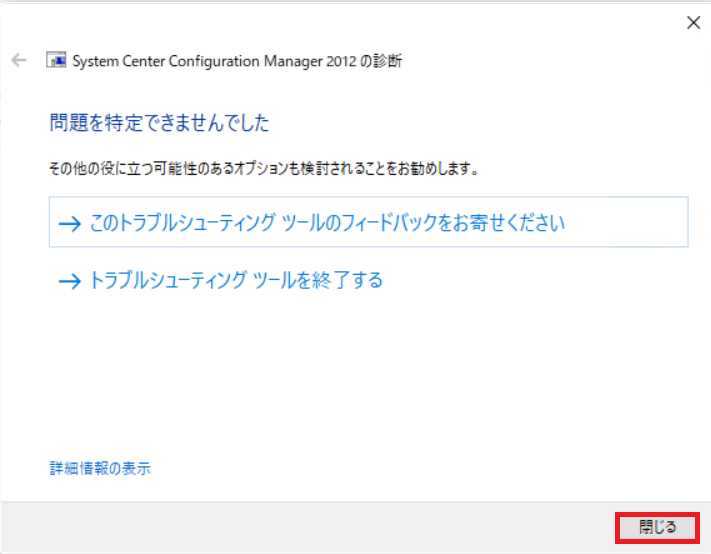 System Center Configuration Manager 2012 の診断
問題を特定できませんでした
その他の役に立つ可能性のあるオプションも検討されることをお勧めします。
→ このトラブルシューティング ツールのフィードバックをお寄せください
→ トラブルシューティング ツールを終了する
詳細情報の表示
閉じる